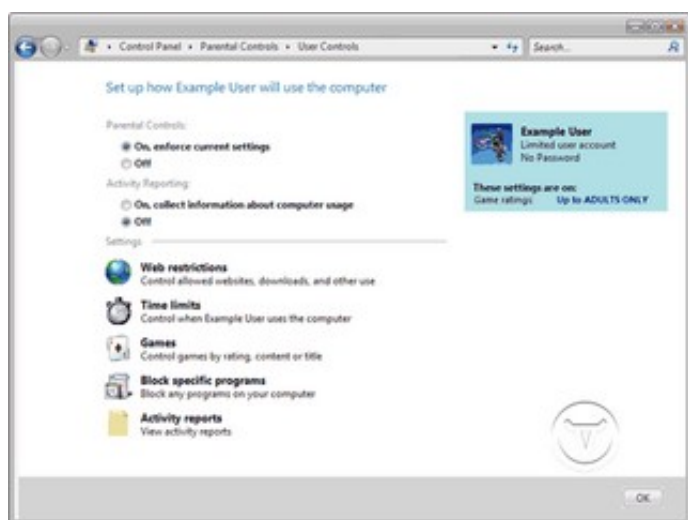 Control Panel Parental Controls User Controls
Search...
Set up how Example User will use the computer
Parental Controls:
On, enforce current settings
Off
Activity Reporting:
On, collect information about computer usage
Off
Settings
Web restrictions
Control allowed websites, downloads, and other use
Time limits
Control when Example User uses the computer
Games
Control games by rating, content or title
Block specific programs
Block any programs on your computer
Activity reports
View activity reports
Example User
Limited user account
No Password
These settings are on:
Game ratings: Up to ADULTS ONLY
OK